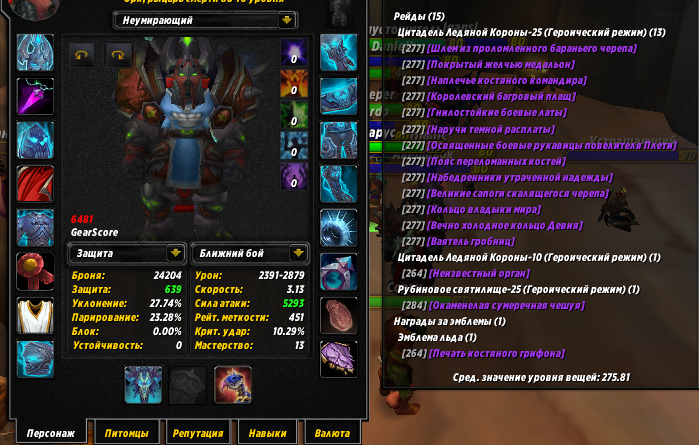 Неумирающий
0
0
0
0
0
6481
GearScore
Защита
Броня: 24204
Защита: 639
Уклонение: 27.74%
Парирование: 23.28%
Блок: 0.00%
Устойчивость: 0
Ближний бой
Урон: 2391-2879
Скорость: 3.13
Сила атаки: 5293
Рейт. меткости: 451
Крит. удар: 10.29%
Мастерство: 13
Персонаж
Питомцы
Репутация
Навыки
Валюта
Рейды (15)
Цитадель Ледяной Короны-25 (Героический режим) (13)
[277] [Шлем из проломленного бараньего черепа]
[277] [Покрытый желчью медальон]
[277] [Наплечье костяного командира]
[277] [Королевский багровый плащ]
[277] [Гнилостойкие боевые латы]
[277] [Наручи темной расплаты]
[277] [Освященные боевые рукавицы повелителя Плети]
[277] [Пояс переломанных костей]
[277] [Набедренники утраченной надежды]
[277] [Великие сапоги скалящегося черепа]
[277] [Кольцо владыки мира]
[277] [Вечно холодное кольцо Девия]
[277] [Ваятель гробниц]
Цитадель Ледяной Короны-10 (Героический режим) (1)
[264] [Неизвестный орган]
Рубиновое святилище-25 (Героический режим) (1)
[284] [Окаменелая сумеречная чешуя]
Награды за эмблемы (1)
Эмблема льда (1)
[264] [Печать костяного грифона]
Сред. значение уровня вещей: 275.81